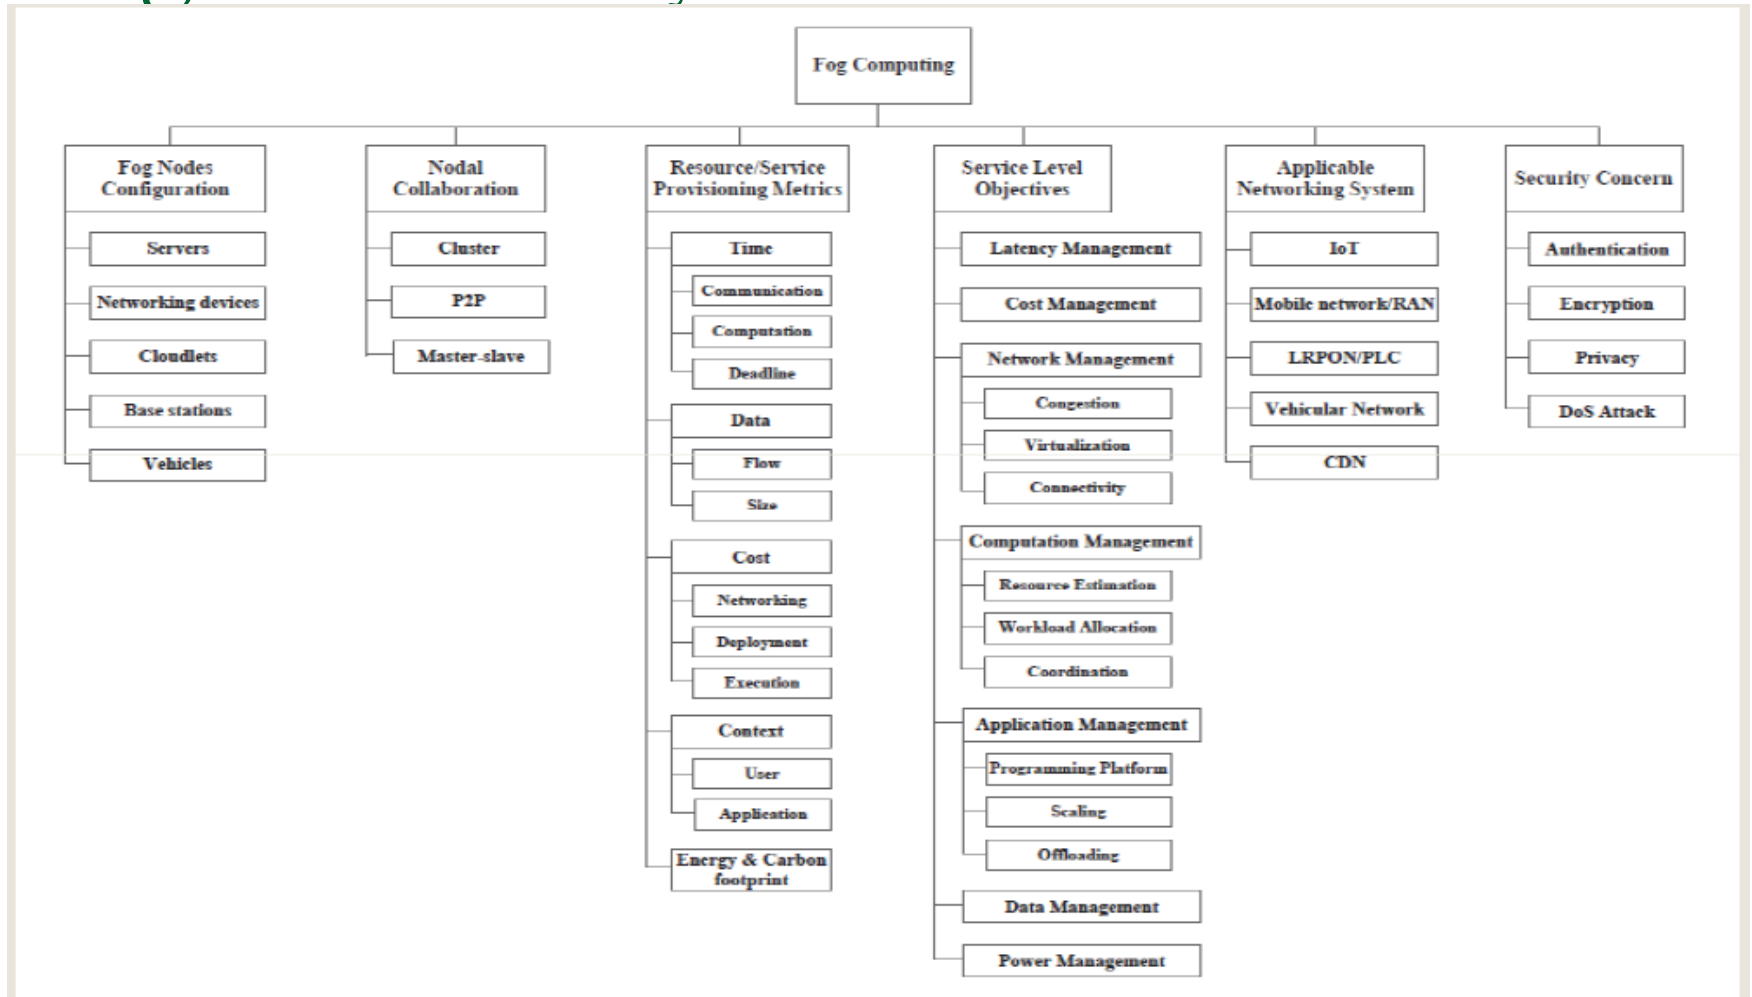 Fog Computing
Fog Nodes
Configuration
Servers
Networking devices
Cloudlets
Base stations
Vehicles
Nodal
Collaboration
Cluster
P2P
Master-slave
Resource/Service
Provisioning Metrics
Time
Communication
Computation
Deadline
Data
Flow
Size
Cost
Networking
Deployment
Execution
Context
User
Application
Energy & Carbon
footprint
Service Level
Objectives
Latency Management
Cost Management
Network Management
Congestion
Virtualization
Connectivity
Computation Management
Resource Estimation
Workload Allocation
Coordination
Application Management
Programming Platform
Scaling
Offloading
Data Management
Power Management
Applicable
Networking System
IoT
Mobile network/RAN
LRPON/PLC
Vehicular Network
CDN
Security Concern
Authentication
Encryption
Privacy
DoS Attack